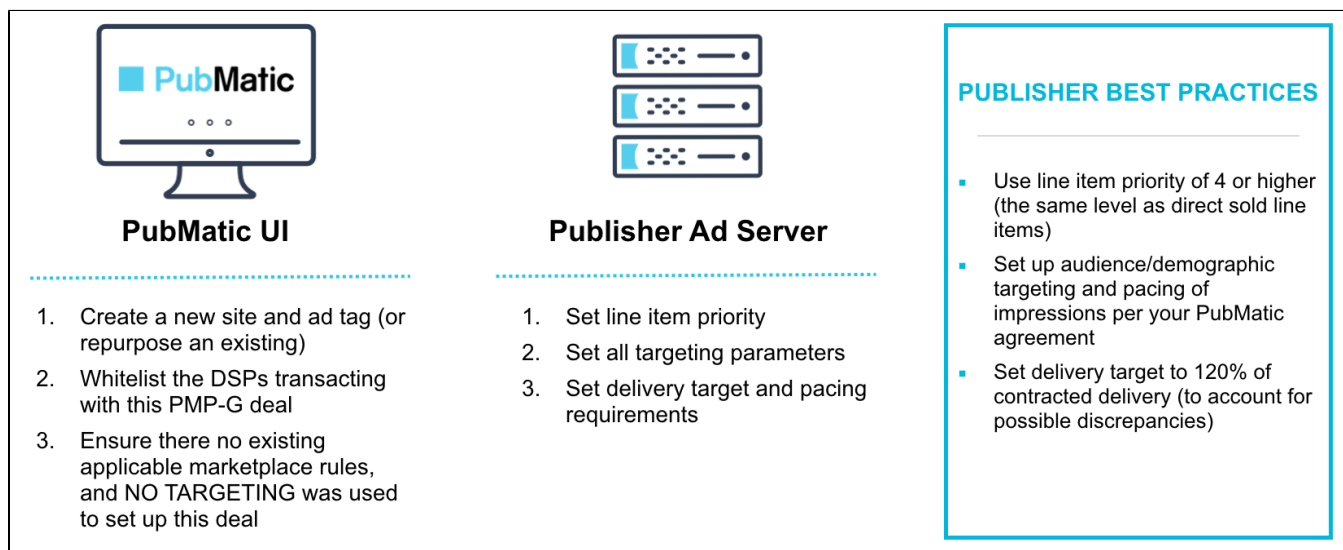 PubMatic
PubMatic UI
1. Create a new site and ad tag (or
repurpose an existing)
2. Whitelist the DSPs transacting
with this PMP-G deal
3. Ensure there no existing
applicable marketplace rules,
and NO TARGETING was used
to set up this deal
Publisher Ad Server
1. Set line item priority
2. Set all targeting parameters
3. Set delivery target and pacing
requirements
PUBLISHER BEST PRACTICES
▪ Use line item priority of 4 or higher
(the same level as direct sold line
items)
▪ Set up audience/demographic
targeting and pacing of
impressions per your PubMatic
agreement
▪ Set delivery target to 120% of
contracted delivery (to account for
possible discrepancies)